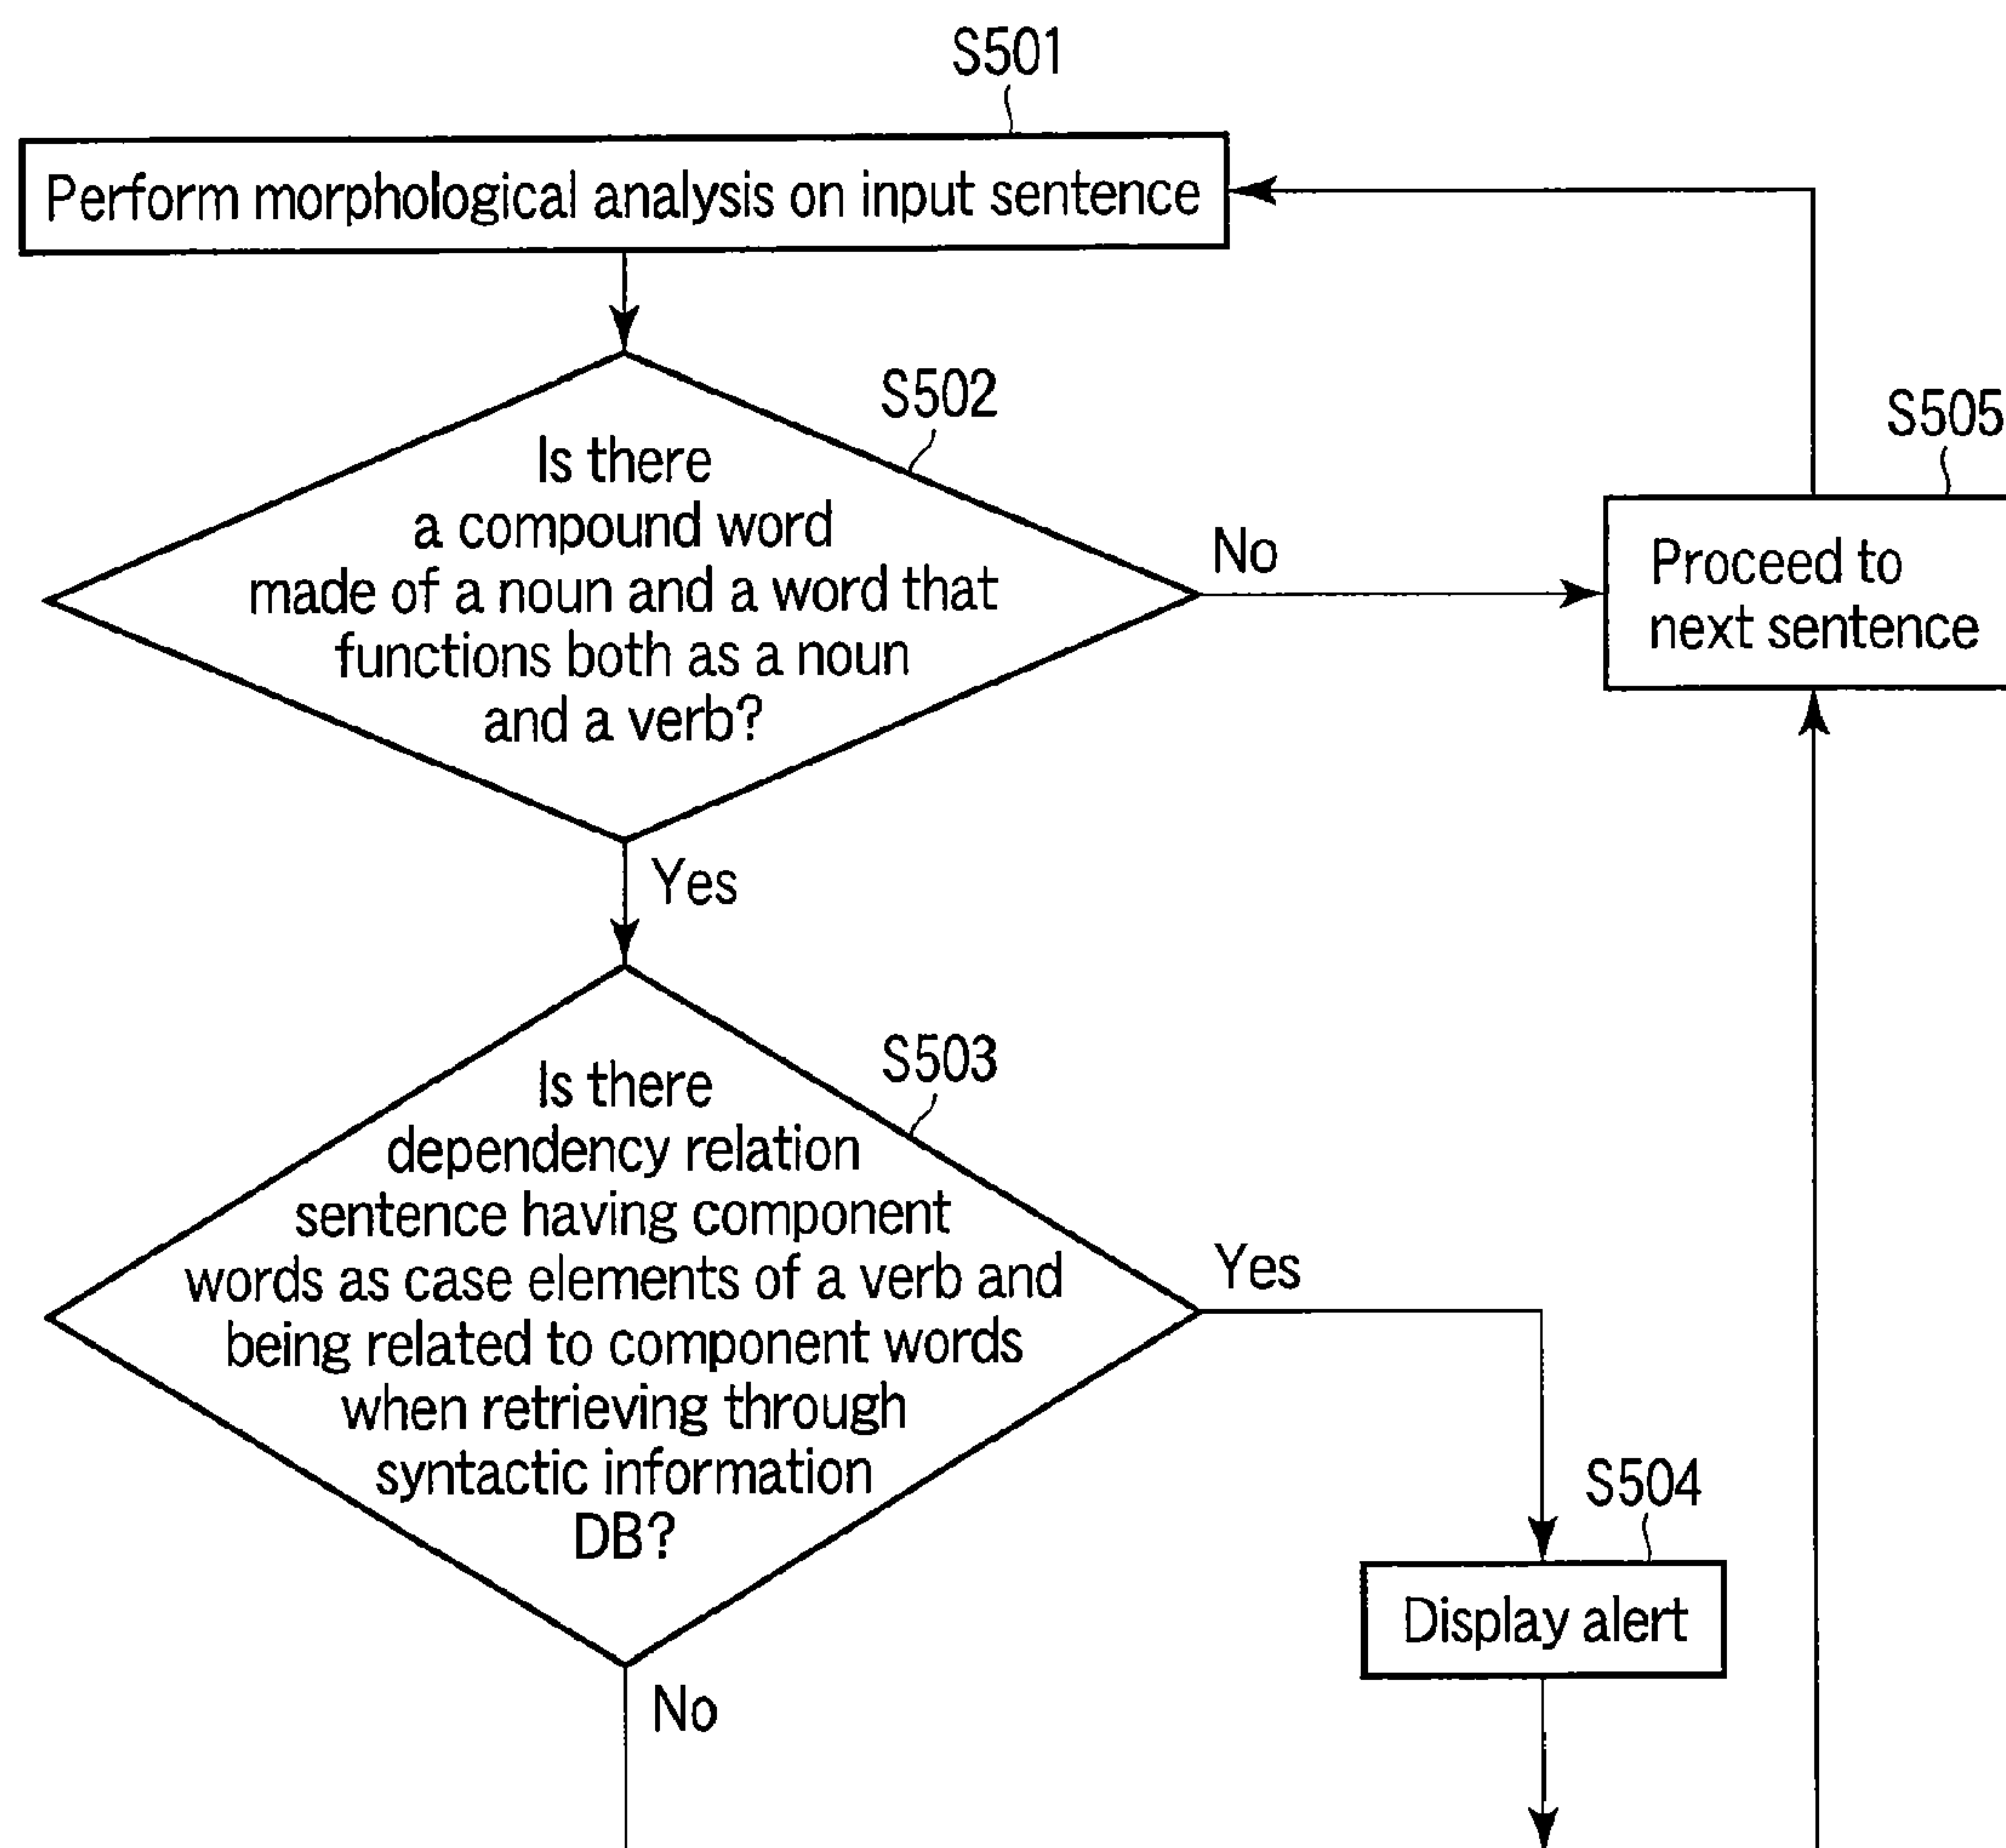 S501
Perform morphological analysis on input sentence
S502
Is there
a compound word
made of a noun and a word that
functions both as a noun
and a verb?
No
S505
Proceed to
next sentence
Yes
S503
Is there
dependency relation
sentence having component
words as case elements of a verb and
being related to component words
when retrieving through
syntactic information
DB?
Yes
S504
Display alert
No